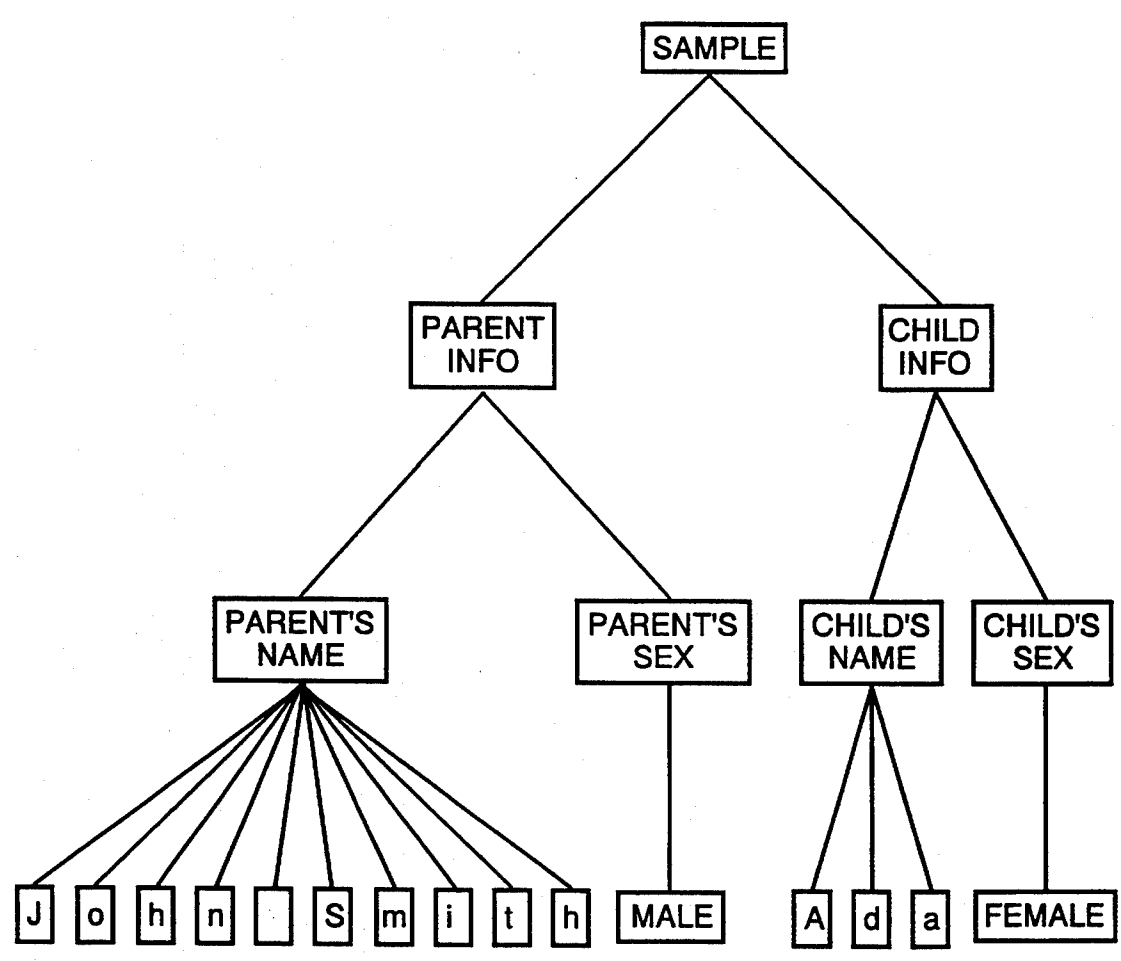 SAMPLE
PARENT
INFO
CHILD
INFO
PARENT'S
NAME
PARENT'S
SEX
CHILD'S
NAME
CHILD'S
SEX
J o h n S m i t h MALE A d a FEMALE